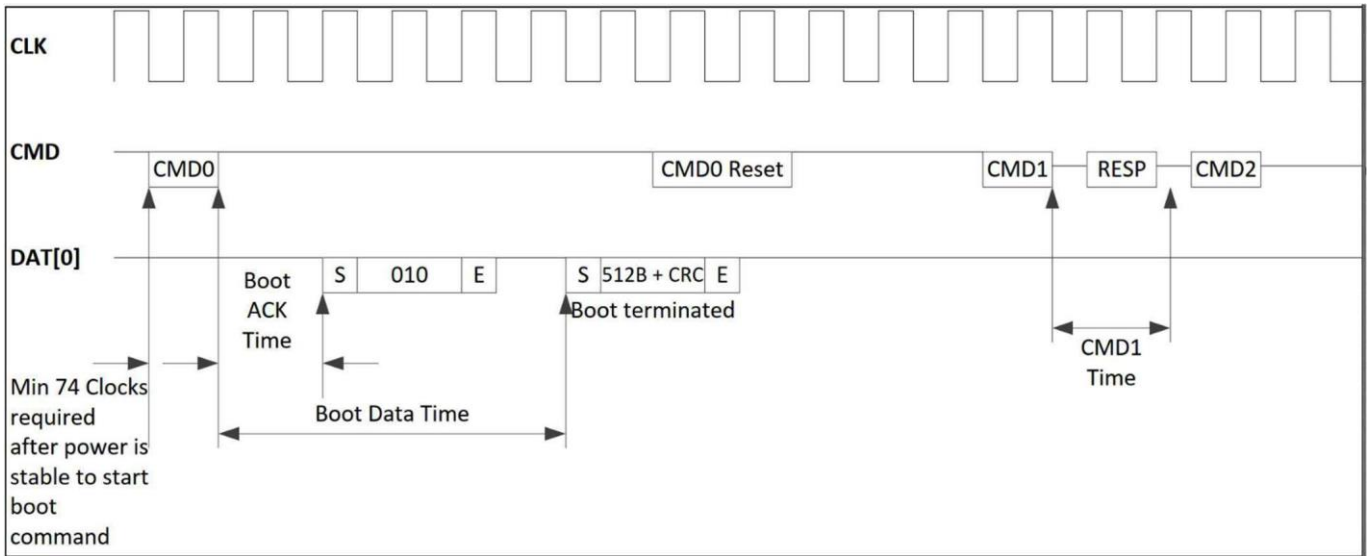 CLK
CMD
CMD0
CMD0 Reset
CMD1
RESP
CMD2
DAT[0]
S
010
E
S
512B + CRC
E
Boot
ACK
Time
Boot terminated
CMD1
Time
Min 74 Clocks
required
after power is
stable to start
boot
command
Boot Data Time